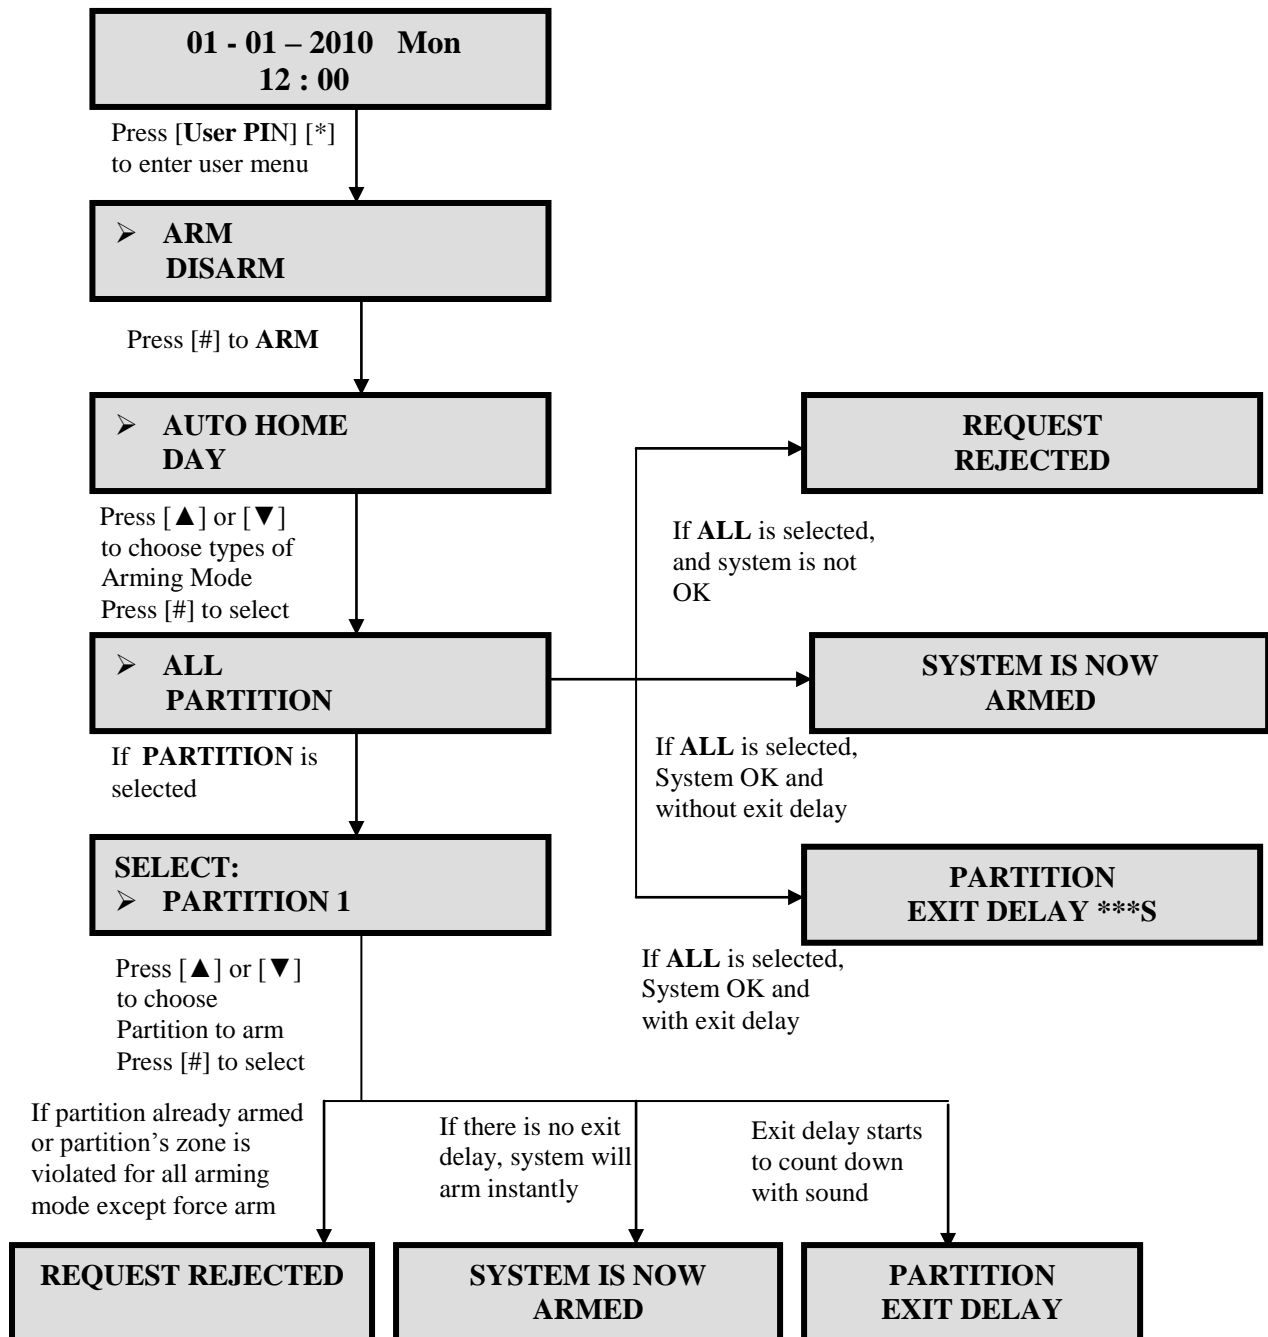 01 - 01 – 2010 Mon
12 : 00
Press [User PIN] [*]
to enter user menu
➢ ARM
DISARM
Press [#] to ARM
➢ AUTO HOME
DAY
Press [▲] or [▼]
to choose types of
Arming Mode
Press [#] to select
REQUEST
REJECTED
If ALL is selected,
and system is not
OK
➢ ALL
PARTITION
SYSTEM IS NOW
ARMED
If PARTITION is
selected
If ALL is selected,
System OK and
without exit delay
SELECT:
➢ PARTITION 1
PARTITION
EXIT DELAY ***S
If ALL is selected,
System OK and
with exit delay
Press [▲] or [▼]
to choose
Partition to arm
Press [#] to select
If partition already armed
or partition’s zone is
violated for all arming
mode except force arm
If there is no exit
delay, system will
arm instantly
Exit delay starts
to count down
with sound
REQUEST REJECTED
SYSTEM IS NOW
ARMED
PARTITION
EXIT DELAY